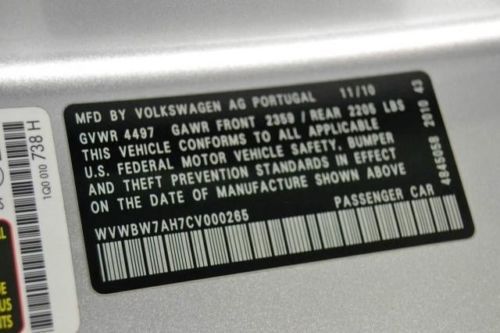 MFD BY VOLKSWAGEN AG PORTUGAL 11/10
GVWR 4497 GAWR FRONT 2359 / REAR 2205 LBS
THIS VEHICLE CONFORMS TO ALL APPLICABLE
U.S. FEDERAL MOTOR VEHICLE SAFETY, BUMPER
AND THEFT PREVENTION STANDARDS IN EFFECT
ON THE DATE OF MANUFACTURE SHOWN ABOVE
WVWBW7AH7CV000265 PASSENGER CAR
4845058 2010 43
1Q0 010 738 H